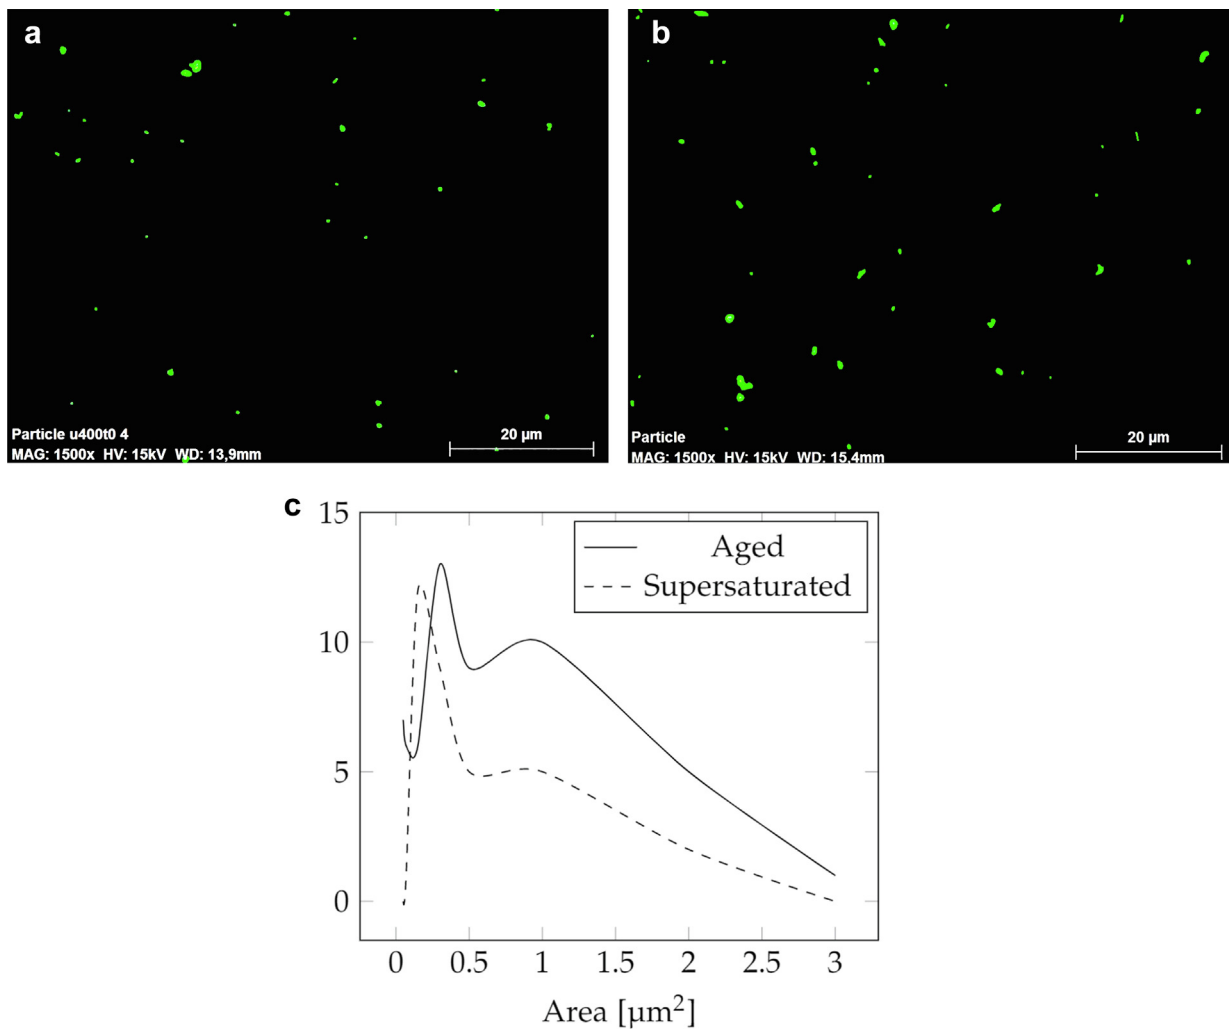 a
Particle u400t0 4
MAG: 1500x HV: 15kV WD: 13,9mm
20 µm
b
Particle
MAG: 1500x HV: 15kV WD: 15,4mm
20 µm
c
Aged
Supersaturated
15
10
5
0
0 0.5 1 1.5 2 2.5 3
Area [µm²]